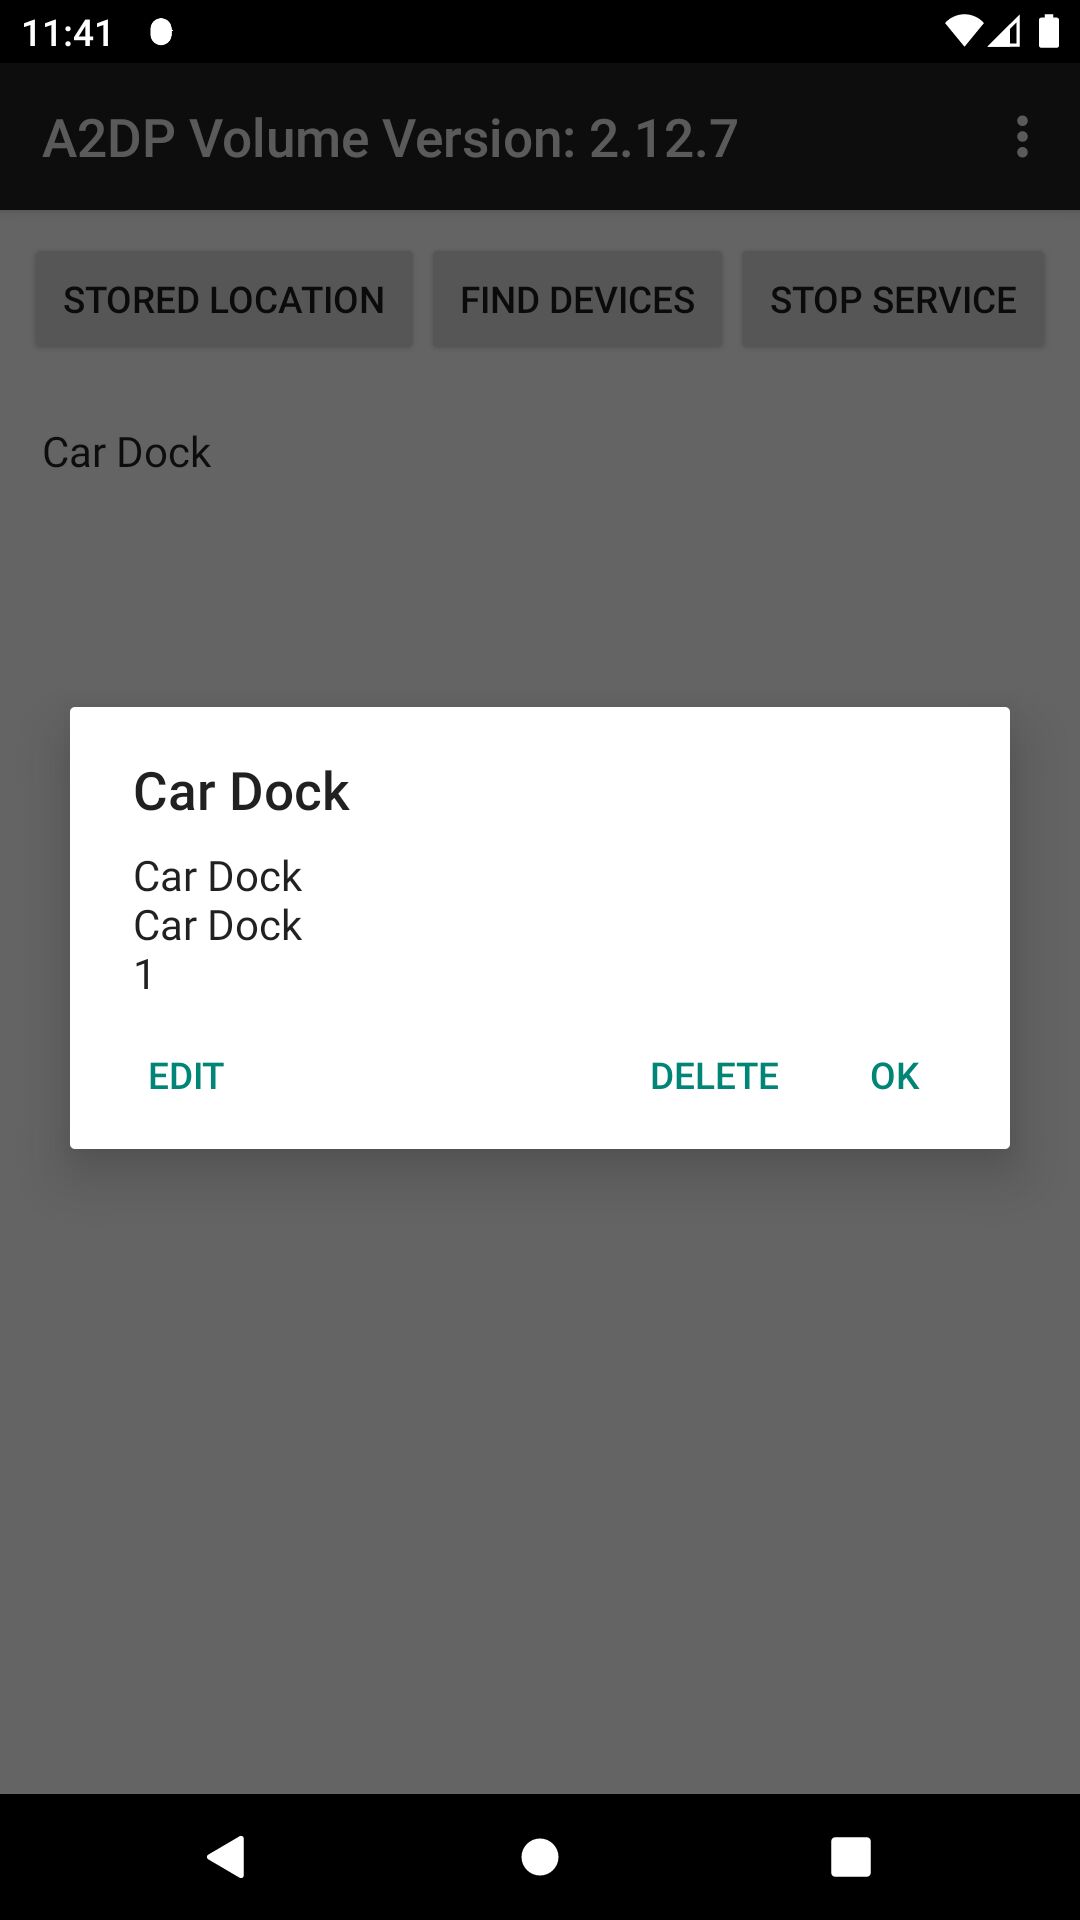 11:41
A2DP Volume Version: 2.12.7
STORED LOCATION FIND DEVICES STOP SERVICE
Car Dock
Car Dock
Car Dock
Car Dock
1
EDIT DELETE OK